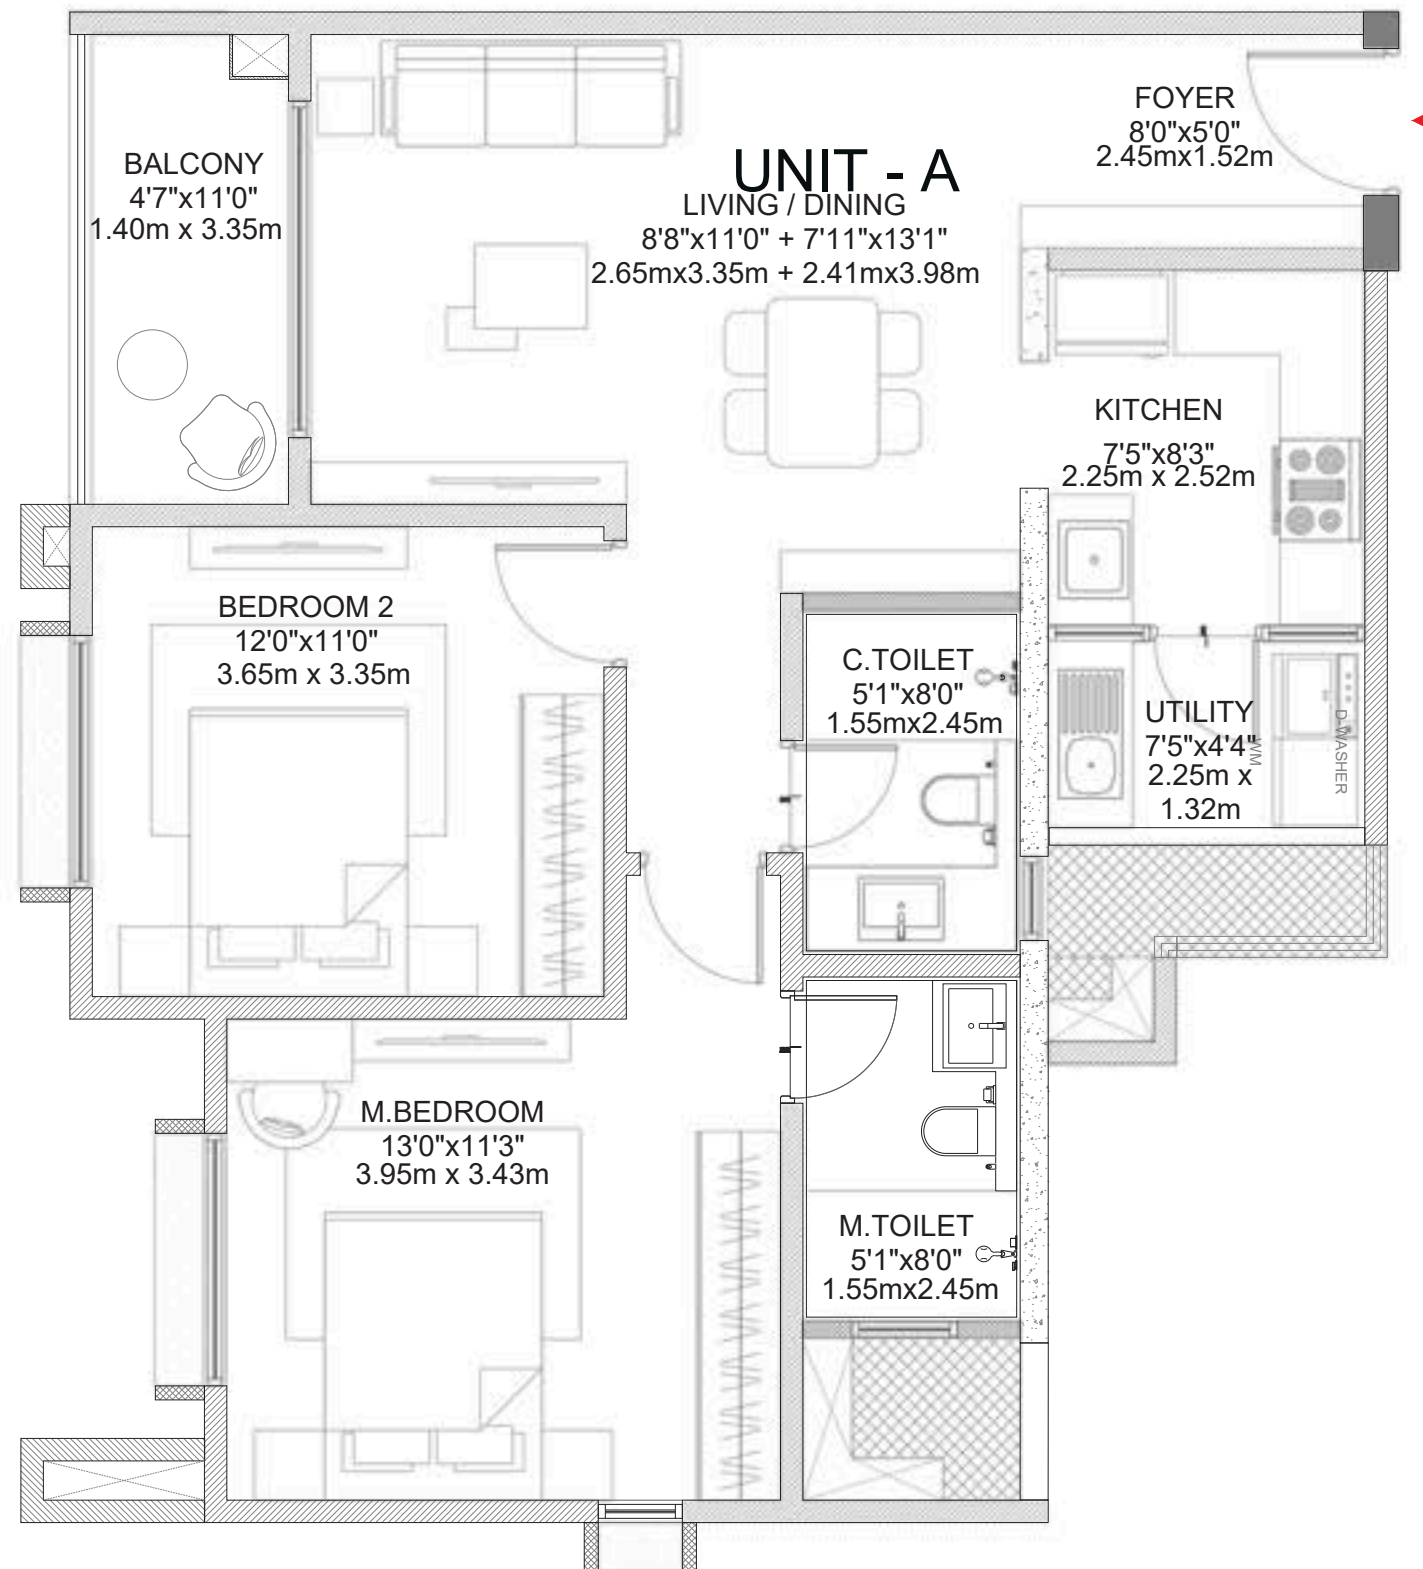 FOYER
8'0"x5'0"
2.45mx1.52m
BALCONY
4'7"x11'0"
1.40m x 3.35m
UNIT - A
LIVING / DINING
8'8"x11'0" + 7'11"x13'1"
2.65mx3.35m + 2.41mx3.98m
KITCHEN
7'5"x8'3"
2.25m x 2.52m
BEDROOM 2
12'0"x11'0"
3.65m x 3.35m
C.TOILET
5'1"x8'0"
1.55mx2.45m
UTILITY
7'5"x4'4"
2.25m x
1.32m
WM
D-WASHER
M.BEDROOM
13'0"x11'3"
3.95m x 3.43m
M.TOILET
5'1"x8'0"
1.55mx2.45m